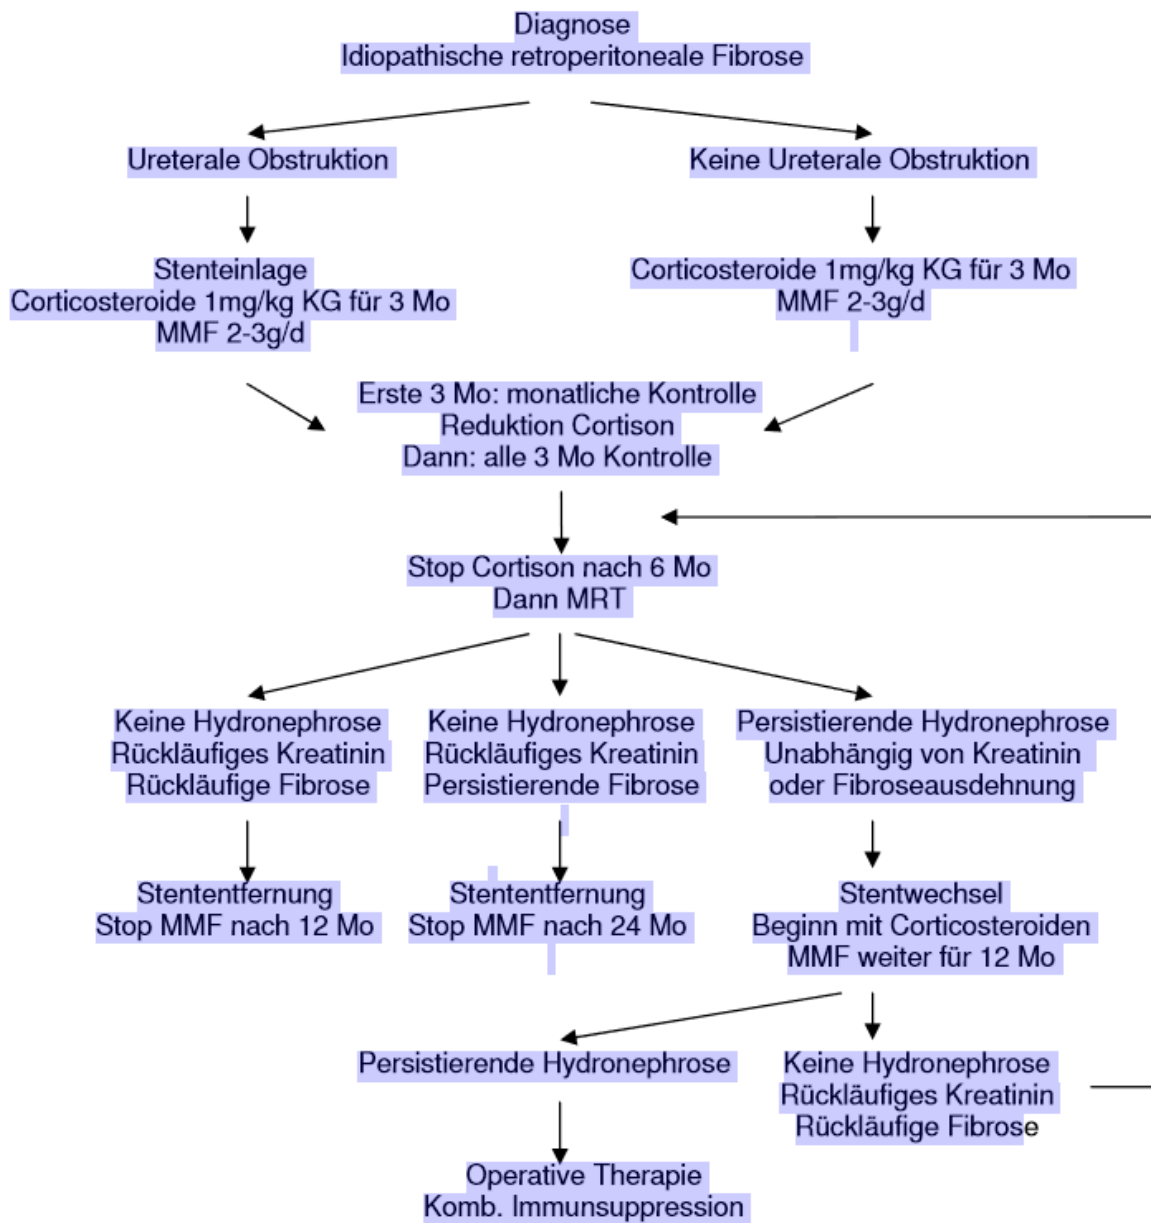 Diagnose
Idiopathische retroperitoneale Fibrose
Ureterale Obstruktion
Keine Ureterale Obstruktion
Stenteinlage
Corticosteroide 1mg/kg KG für 3 Mo
MMF 2-3g/d
Corticosteroide 1mg/kg KG für 3 Mo
MMF 2-3g/d
Erste 3 Mo: monatliche Kontrolle
Reduktion Cortison
Dann: alle 3 Mo Kontrolle
Stop Cortison nach 6 Mo
Dann MRT
Keine Hydronephrose
Rückläufiges Kreatinin
Rückläufige Fibrose
Keine Hydronephrose
Rückläufiges Kreatinin
Persistierende Fibrose
Persistierende Hydronephrose
Unabhängig von Kreatinin
oder Fibroseausdehnung
Stententfernung
Stop MMF nach 12 Mo
Stententfernung
Stop MMF nach 24 Mo
Stentwechsel
Beginn mit Corticosteroiden
MMF weiter für 12 Mo
Persistierende Hydronephrose
Keine Hydronephrose
Rückläufiges Kreatinin
Rückläufige Fibrose
Operative Therapie
Komb. Immunsuppression